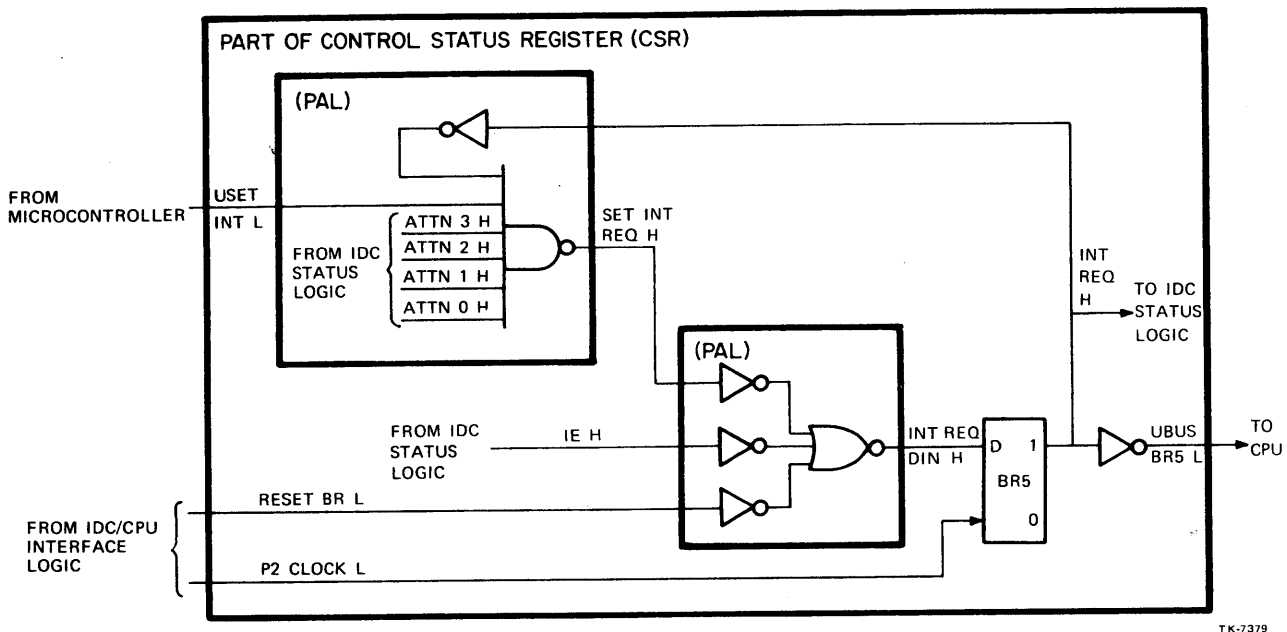 PART OF CONTROL STATUS REGISTER (CSR)
(PAL)
FROM
MICROCONTROLLER
USET
INT L
FROM IDC
STATUS
LOGIC
ATTN 3 H
ATTN 2 H
ATTN 1 H
ATTN 0 H
SET INT
REQ H
INT
REQ
H
TO IDC
STATUS
LOGIC
(PAL)
FROM IDC
STATUS
LOGIC
IE H
INT REQ
DIN H
D 1
BR5
0
UBUS
BR5 L
TO
CPU
RESET BR L
FROM IDC/CPU
INTERFACE
LOGIC
P2 CLOCK L
TK-7379